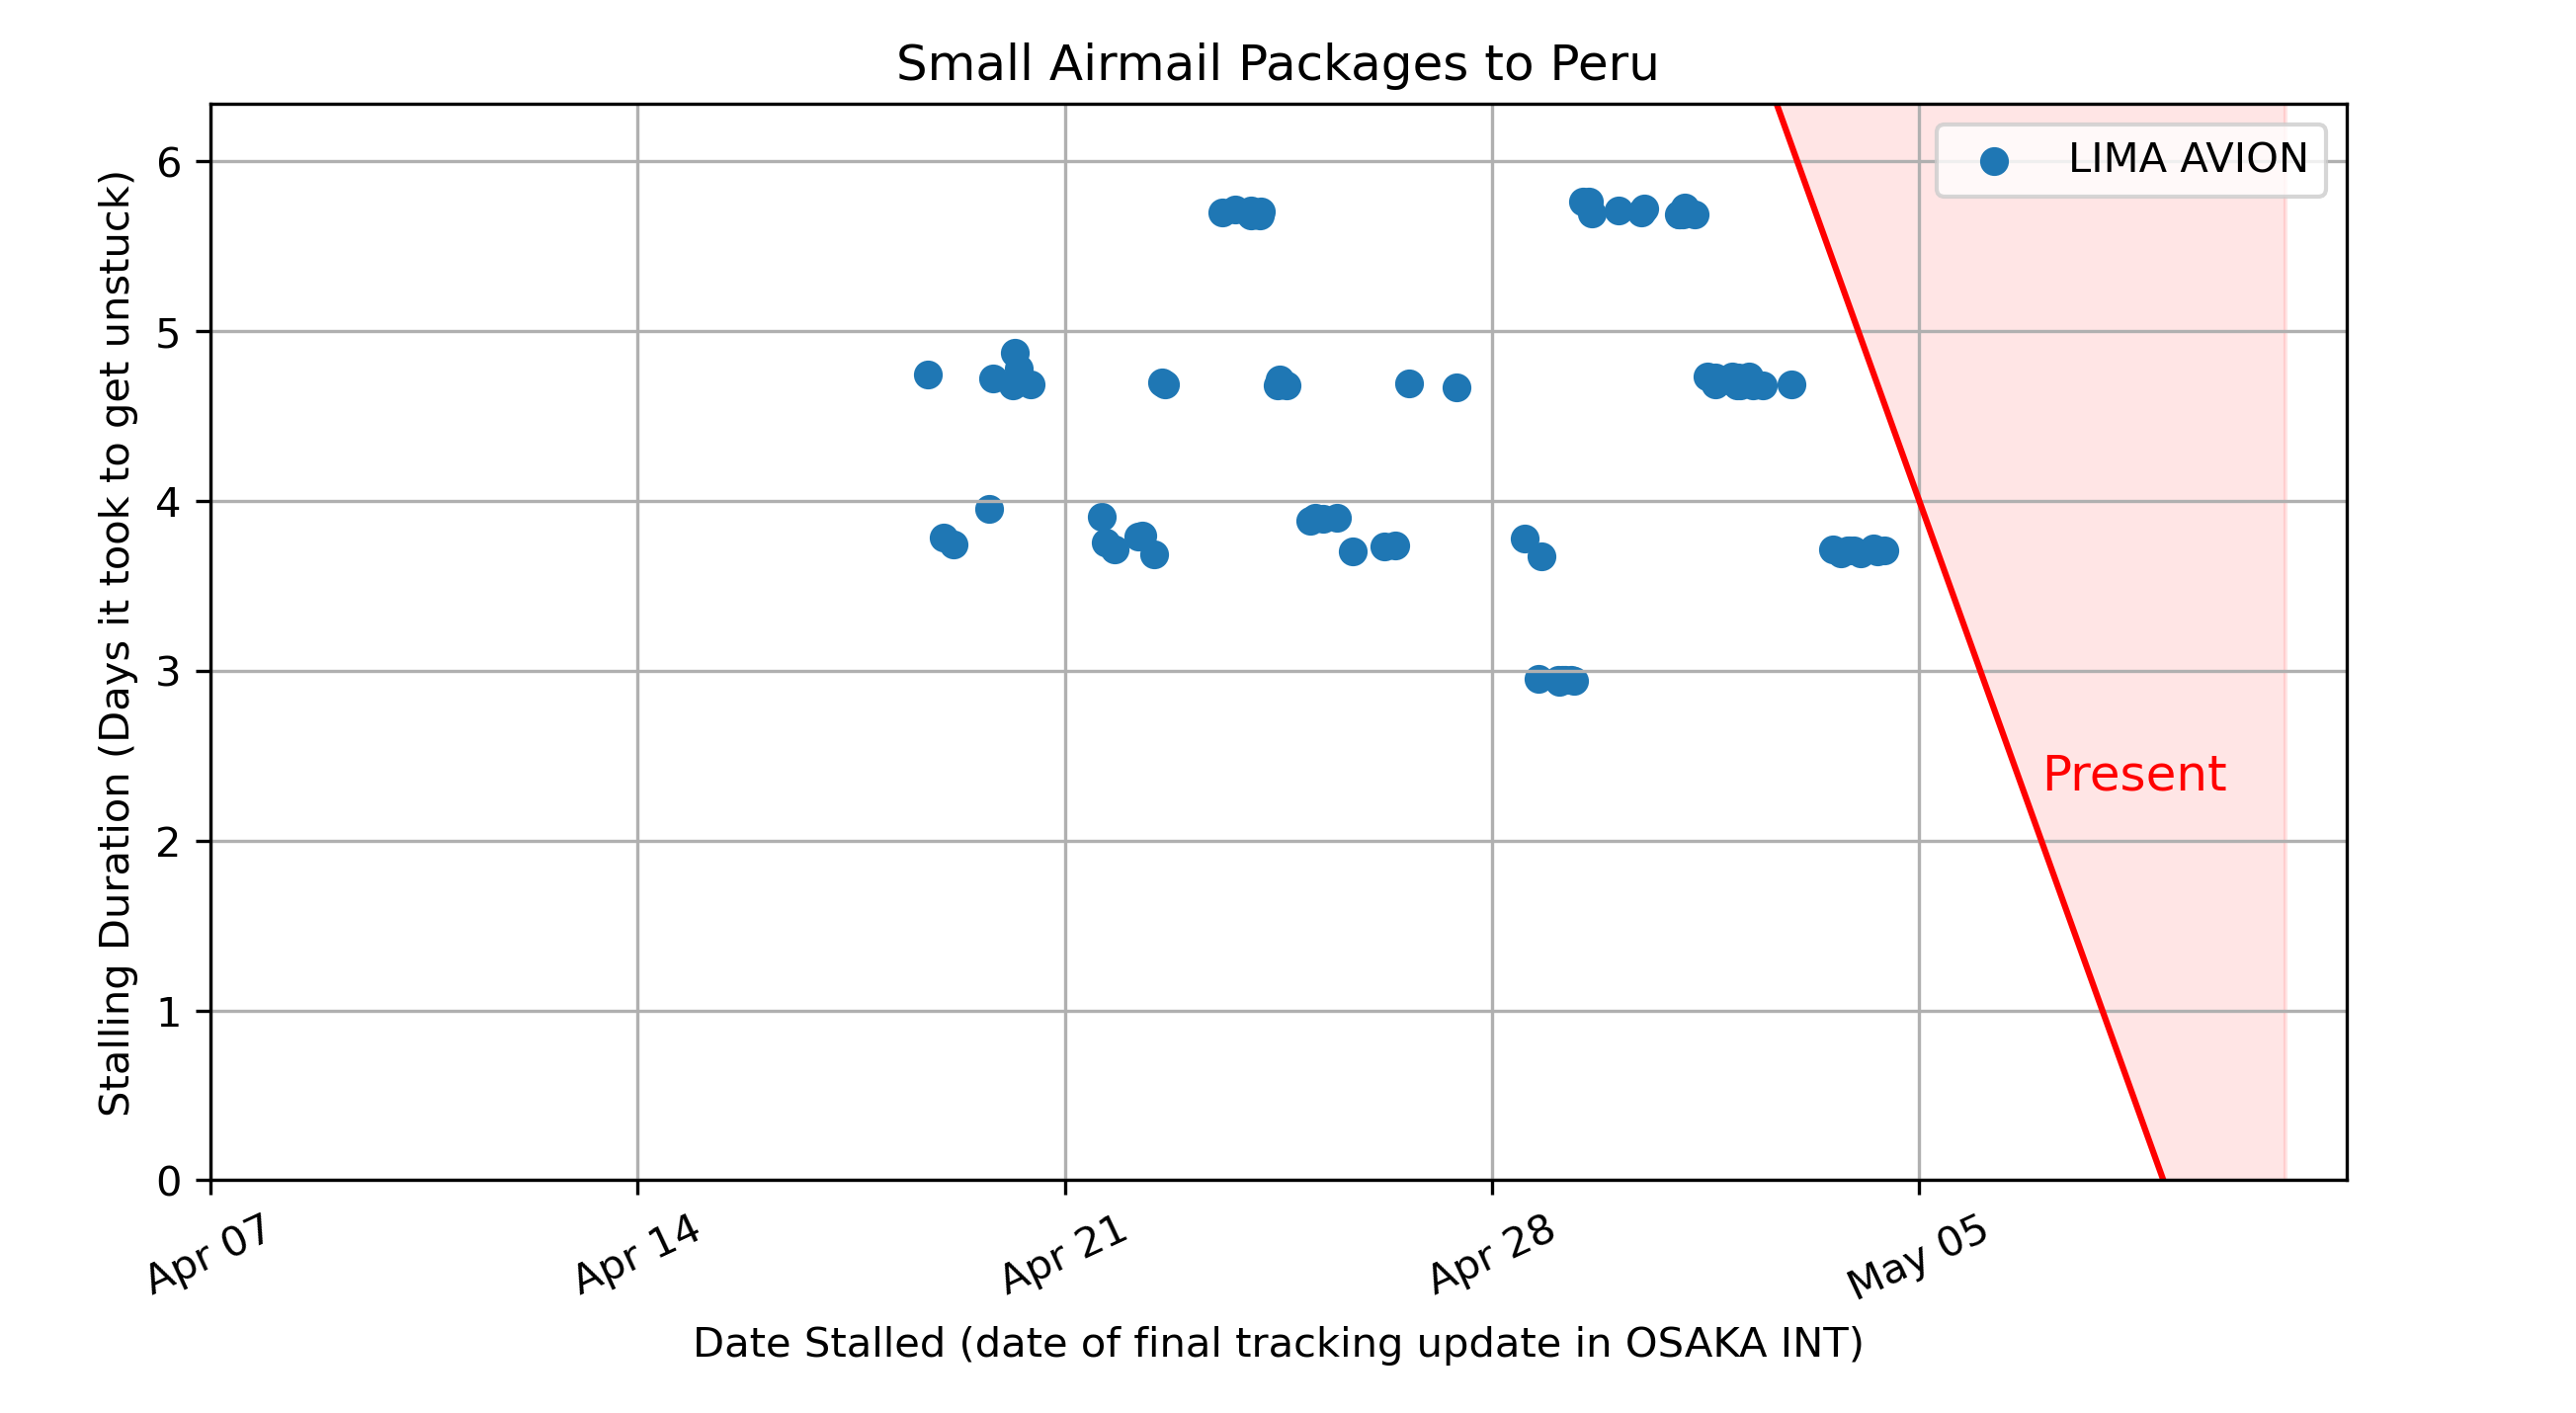 Small Airmail Packages to Peru
Stalling Duration (Days it took to get unstuck)
6
5
4
3
2
1
0
LIMA AVION
Present
Apr 07
Apr 14
Apr 21
Apr 28
May 05
Date Stalled (date of final tracking update in OSAKA INT)